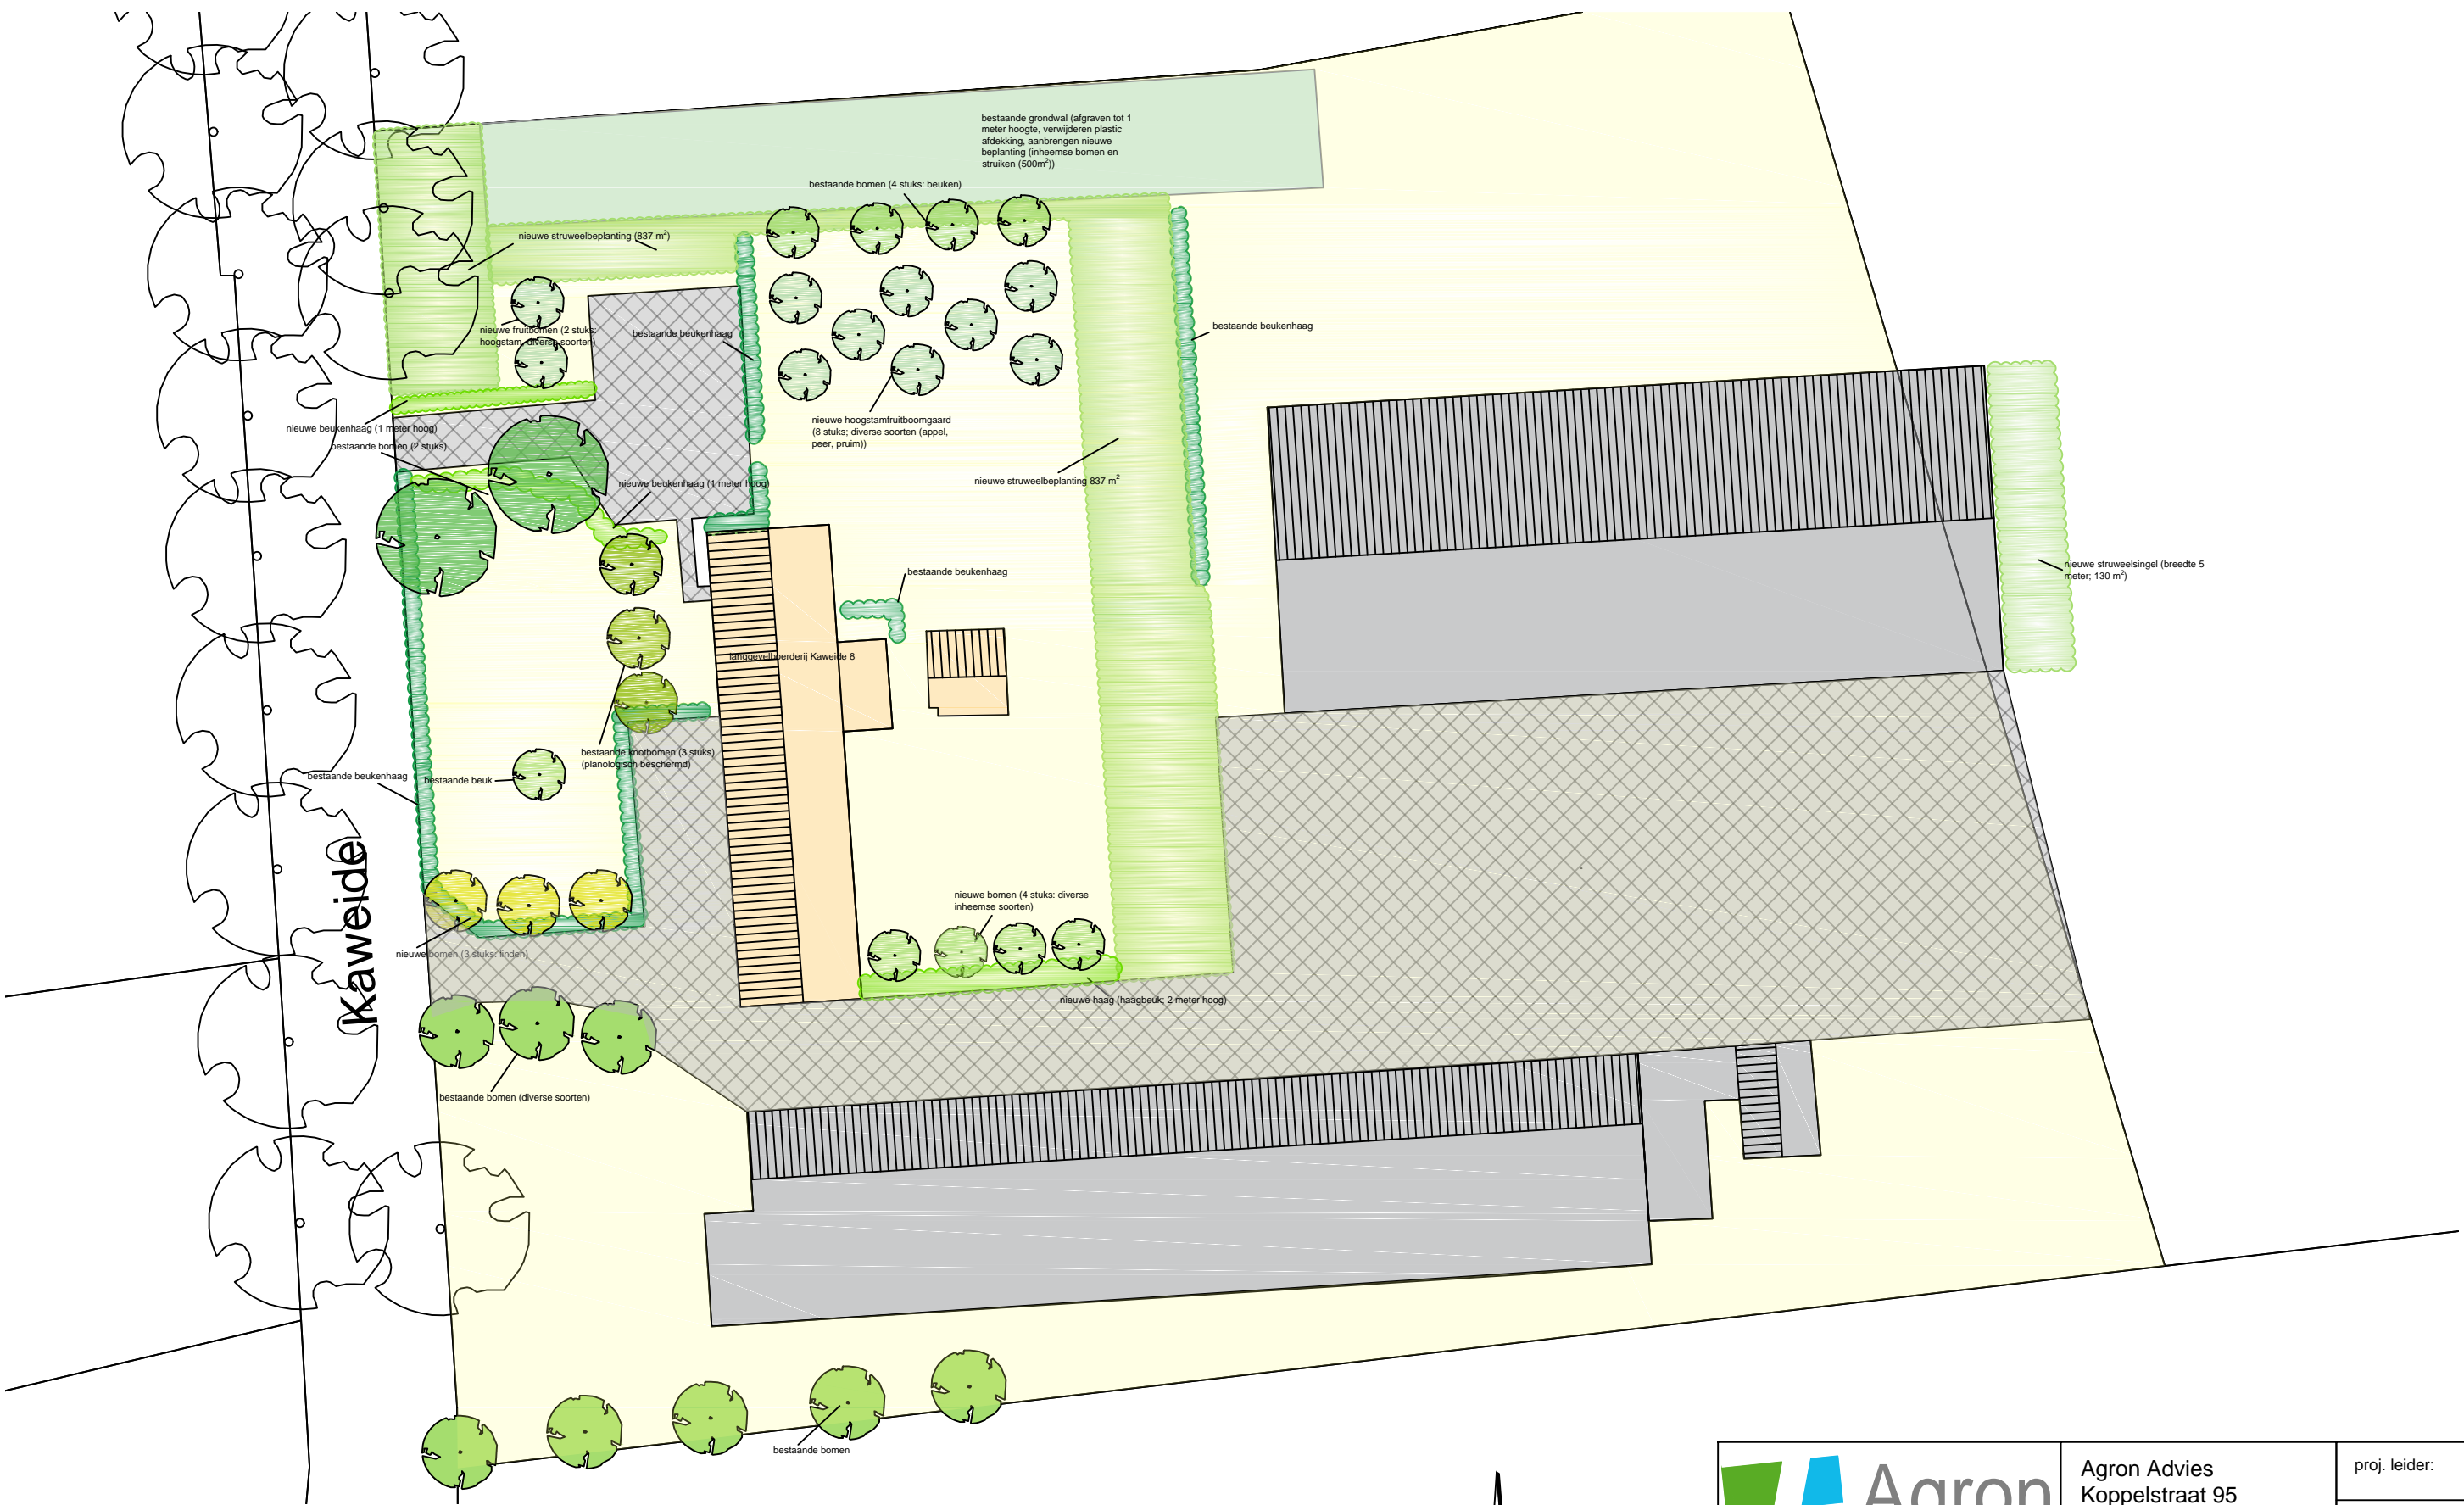 bestaande grondwal (afgraven tot 1
meter hoogte, verwijderen plastic
afdekking, aanbrengen nieuwe
beplanting (inheemse bomen en
struiken (500m²))
bestaande bomen (4 stuks: beuken)
nieuwe struweelbeplanting (837 m²)
nieuwe fruitbomen (2 stuks:
hoogstam, diverse soorten)
bestaande beukenhaag
bestaande beukenhaag
nieuwe beukenhaag (1 meter hoog)
bestaande bomen (2 stuks)
nieuwe hoogstamfruitboomgaard
(8 stuks; diverse soorten (appel,
peer, pruim))
nieuwe beukenhaag (1 meter hoog)
nieuwe struweelbeplanting 837 m²
bestaande beukenhaag
nieuwe struweelsingel (breedte 5
meter; 130 m²)
langgevelboerderij Kaweide 8
bestaande knotbomen (3 stuks)
(planologisch beschermd)
bestaande beukenhaag
bestaande beuk
Kaweide
nieuwe bomen (4 stuks: diverse
inheemse soorten)
nieuwe bomen (3 stuks: linden)
nieuwe haag (haagbeuk; 2 meter hoog)
bestaande bomen (diverse soorten)
bestaande bomen
Agron
Agron Advies
Koppelstraat 95
proj. leider: